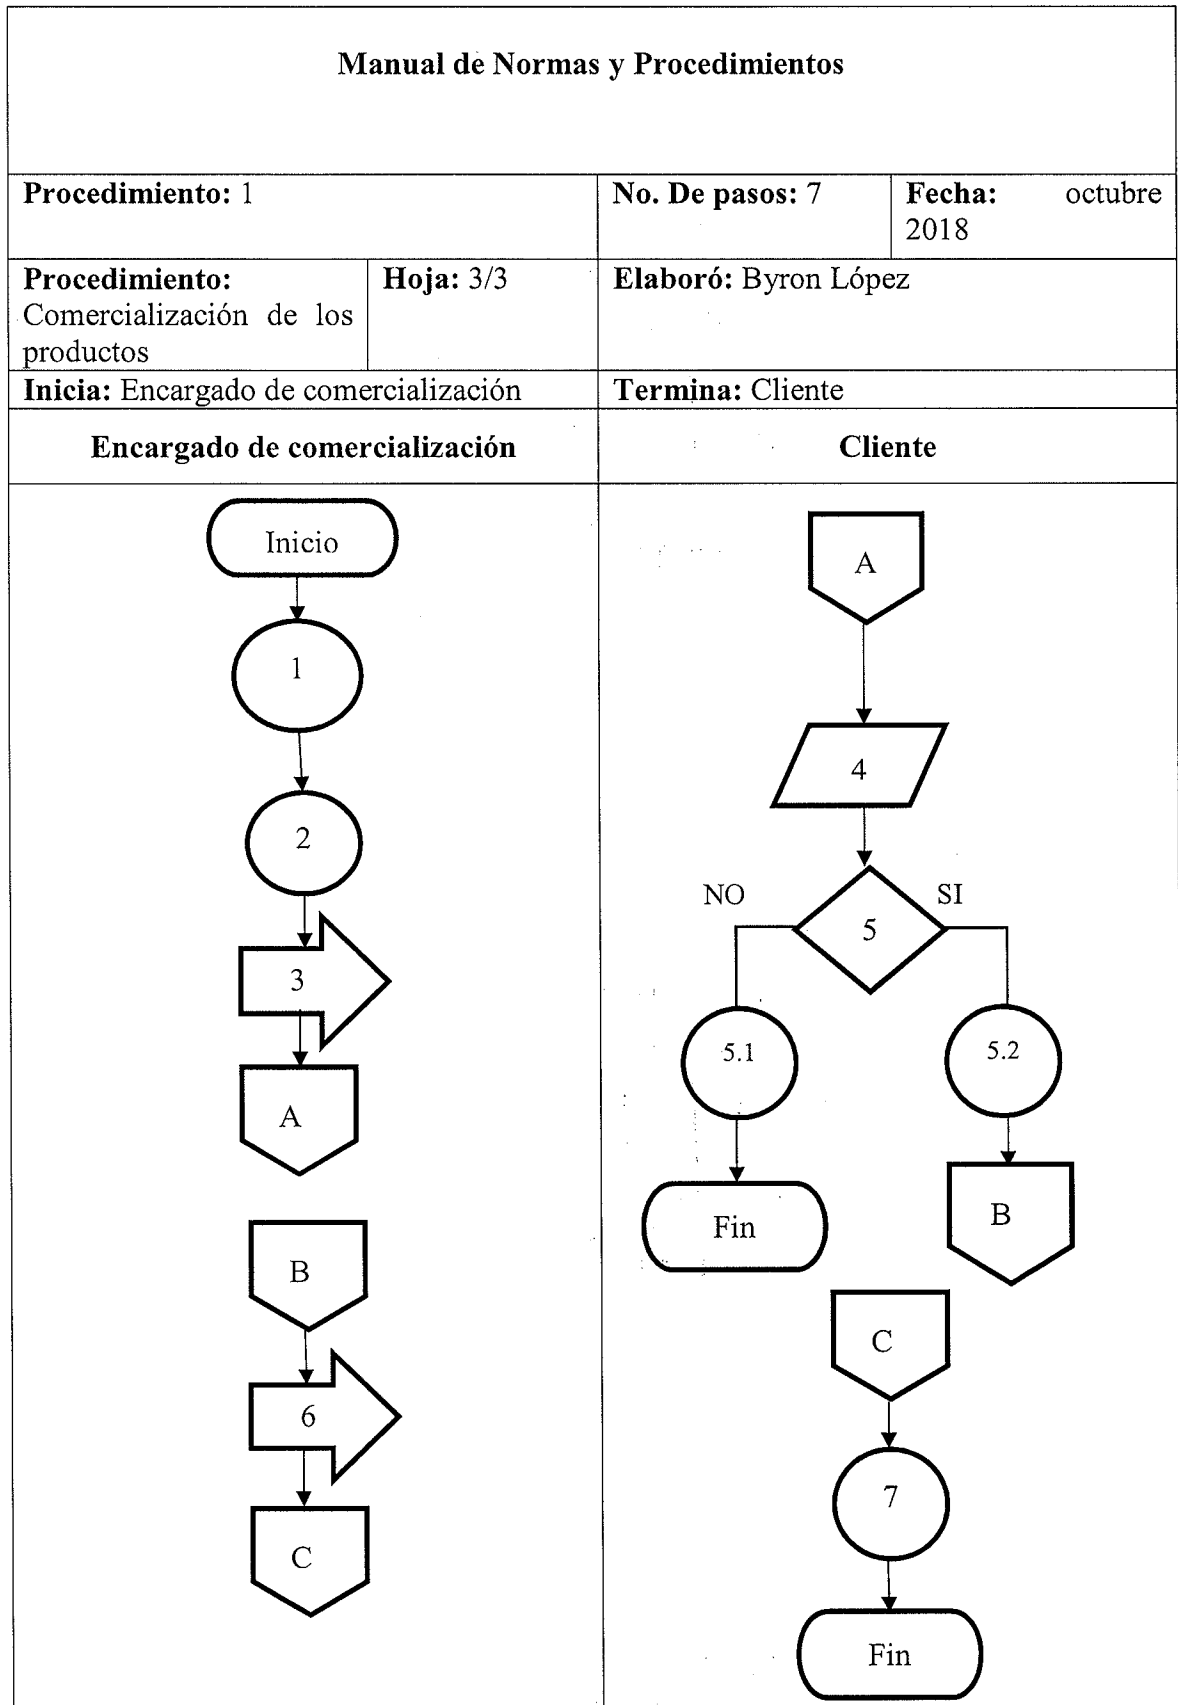 Manual de Normas y Procedimientos
Procedimiento: 1
No. De pasos: 7
Fecha: octubre
2018
Procedimiento:
Comercialización de los
productos
Hoja: 3/3
Elaboró: Byron López
Inicia: Encargado de comercialización
Termina: Cliente
Encargado de comercialización
Cliente
Inicio
1
2
3
A
B
6
C
A
4
NO
SI
5
5.1
5.2
Fin
B
C
7
Fin